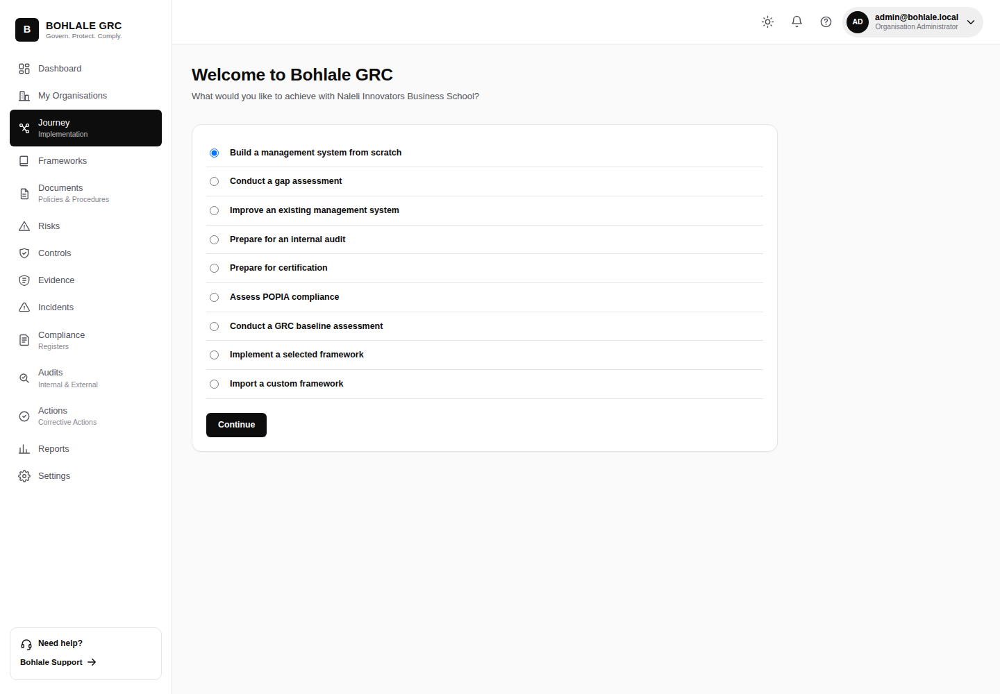 B
BOHLALE GRC
Govern. Protect. Comply.
Dashboard
My Organisations
Journey
Implementation
Frameworks
Documents
Policies & Procedures
Risks
Controls
Evidence
Incidents
Compliance
Registers
Audits
Internal & External
Actions
Corrective Actions
Reports
Settings
Need help?
Bohlale Support
AD
admin@bohlale.local
Organisation Administrator
Welcome to Bohlale GRC
What would you like to achieve with Naleli Innovators Business School?
Build a management system from scratch
Conduct a gap assessment
Improve an existing management system
Prepare for an internal audit
Prepare for certification
Assess POPIA compliance
Conduct a GRC baseline assessment
Implement a selected framework
Import a custom framework
Continue